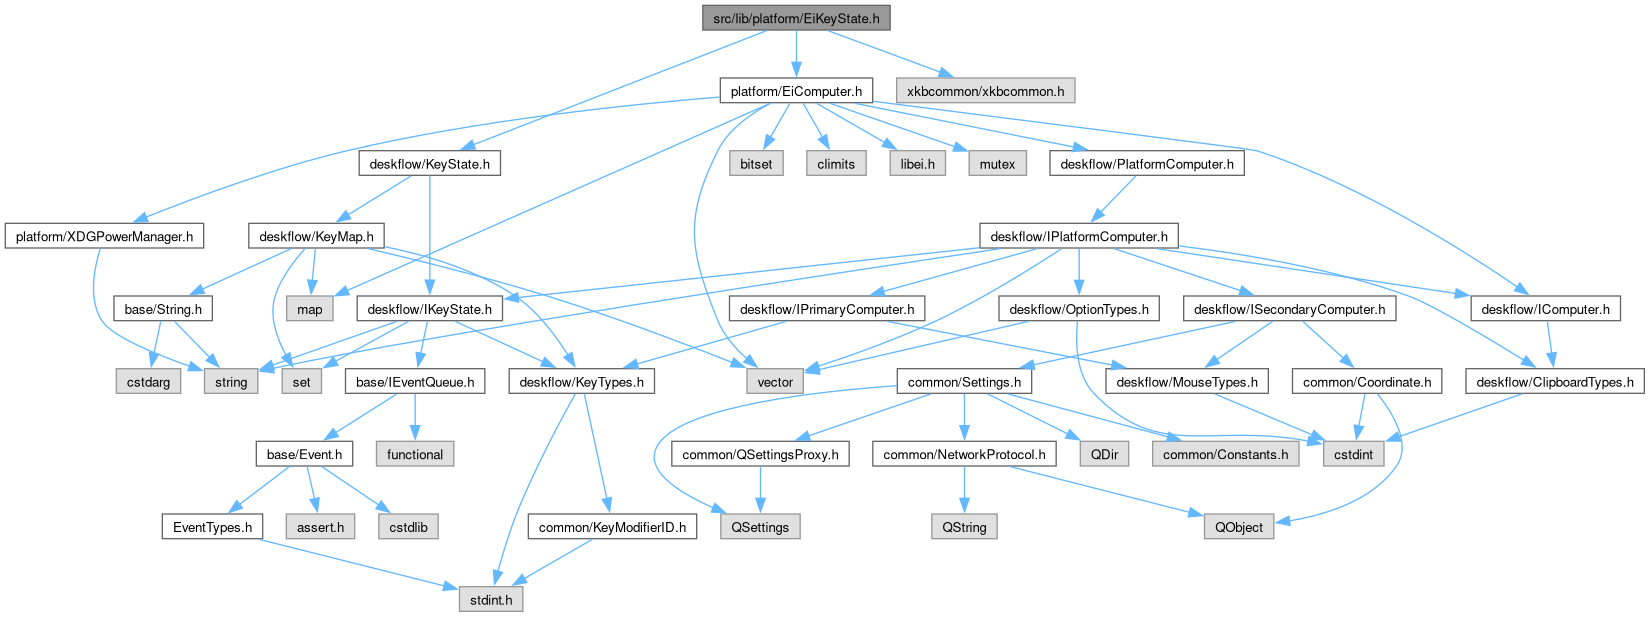 src/lib/platform/EiKeyState.h
platform/EiComputer.h
xkbcommon/xkbcommon.h
deskflow/KeyState.h
bitset
climits
libei.h
mutex
deskflow/PlatformComputer.h
platform/XDGPowerManager.h
deskflow/KeyMap.h
deskflow/IPlatformComputer.h
base/String.h
map
deskflow/IKeyState.h
deskflow/IPrimaryComputer.h
deskflow/OptionTypes.h
deskflow/ISecondaryComputer.h
deskflow/IComputer.h
cstdarg
string
set
base/IEventQueue.h
deskflow/KeyTypes.h
vector
common/Settings.h
deskflow/MouseTypes.h
common/Coordinate.h
deskflow/ClipboardTypes.h
base/Event.h
functional
common/QSettingsProxy.h
common/NetworkProtocol.h
QDir
common/Constants.h
cstdint
EventTypes.h
assert.h
cstdlib
common/KeyModifierID.h
QSettings
QString
QObject
stdint.h